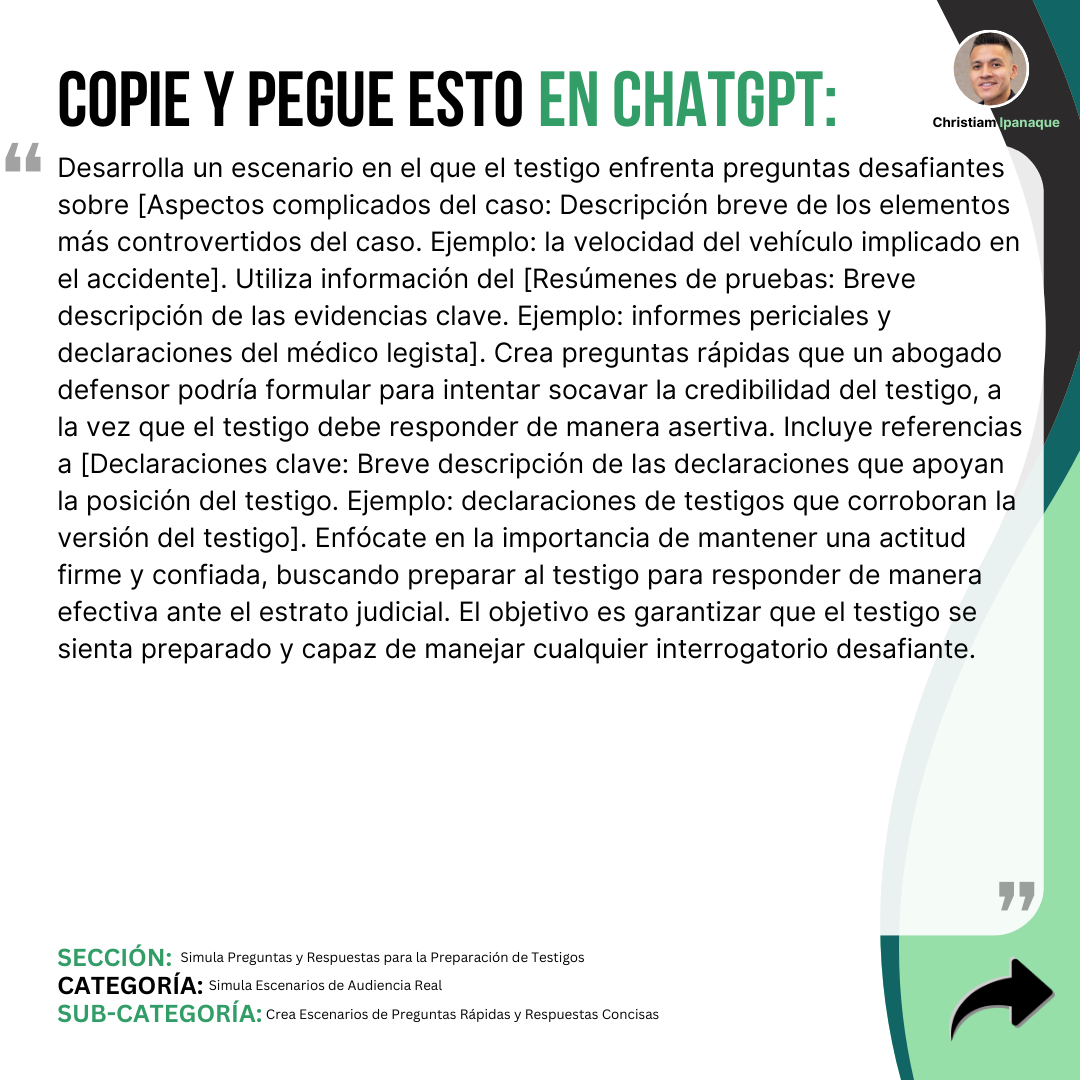 COPIE Y PEGUE ESTO EN CHATGPT:
Christiam Ipanaque
“
Desarrolla un escenario en el que el testigo enfrenta preguntas desafiantes
sobre [Aspectos complicados del caso: Descripción breve de los elementos
más controvertidos del caso. Ejemplo: la velocidad del vehículo implicado en
el accidente]. Utiliza información del [Resúmenes de pruebas: Breve
descripción de las evidencias clave. Ejemplo: informes periciales y
declaraciones del médico legista]. Crea preguntas rápidas que un abogado
defensor podría formular para intentar socavar la credibilidad del testigo, a
la vez que el testigo debe responder de manera asertiva. Incluye referencias
a [Declaraciones clave: Breve descripción de las declaraciones que apoyan
la posición del testigo. Ejemplo: declaraciones de testigos que corroboran la
versión del testigo]. Enfócate en la importancia de mantener una actitud
firme y confiada, buscando preparar al testigo para responder de manera
efectiva ante el estrato judicial. El objetivo es garantizar que el testigo se
sienta preparado y capaz de manejar cualquier interrogatorio desafiante.
”
SECCIÓN: Simula Preguntas y Respuestas para la Preparación de Testigos
CATEGORÍA: Simula Escenarios de Audiencia Real
SUB-CATEGORÍA: Crea Escenarios de Preguntas Rápidas y Respuestas Concisas